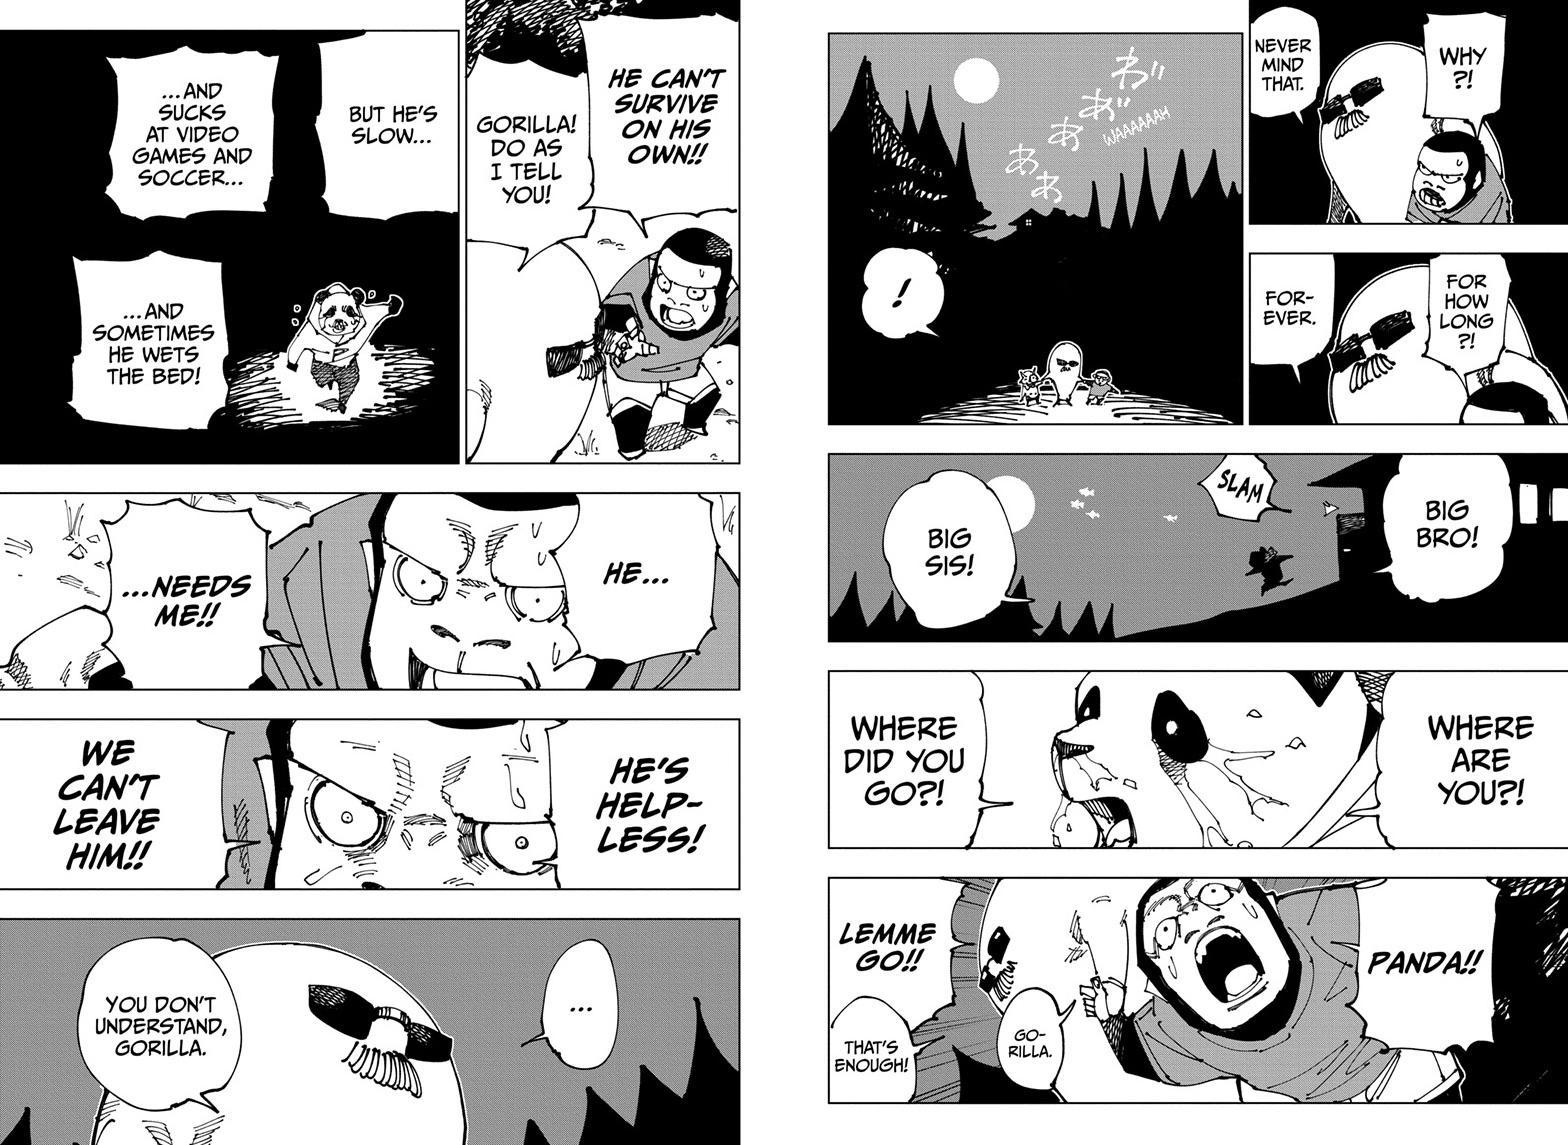 WHY
?!
NEVER
MIND
THAT.
FOR
HOW
LONG
?!
FOR-
EVER.
わ゛
あ゛
あ
あ
あ
WAAAAAAH
!
BIG
BRO!
SLAM
BIG
SIS!
WHERE
ARE
YOU?!
WHERE
DID YOU
GO?!
PANDA!!
GO-
RILLA.
LEMME
GO!!
THAT'S
ENOUGH!
HE CAN'T
SURVIVE
ON HIS
OWN!!
GORILLA!
DO AS
I TELL
YOU!
BUT HE'S
SLOW...
...AND
SUCKS
AT VIDEO
GAMES AND
SOCCER...
...AND
SOMETIMES
HE WETS
THE BED!
HE...
...NEEDS
ME!!
HE'S
HELP-
LESS!
WE
CAN'T
LEAVE
HIM!!
...
YOU DON'T
UNDERSTAND,
GORILLA.